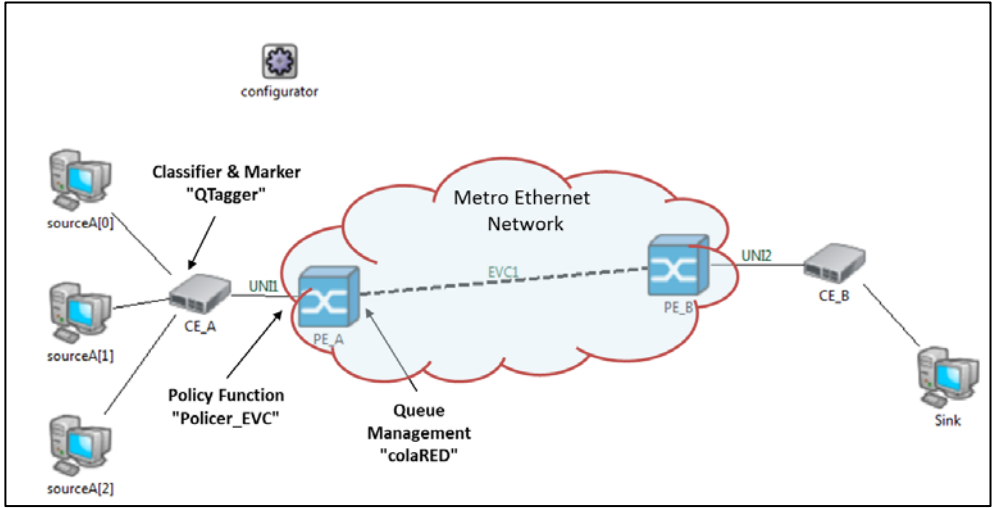 configurator
Classifier & Marker
"QTagger"
sourceA[0]
Metro Ethernet
Network
UNI1
EVC1
UNI2
CE_A
PE_A
PE_B
CE_B
sourceA[1]
Policy Function
"Policer_EVC"
Queue
Management
"colaRED"
Sink
sourceA[2]